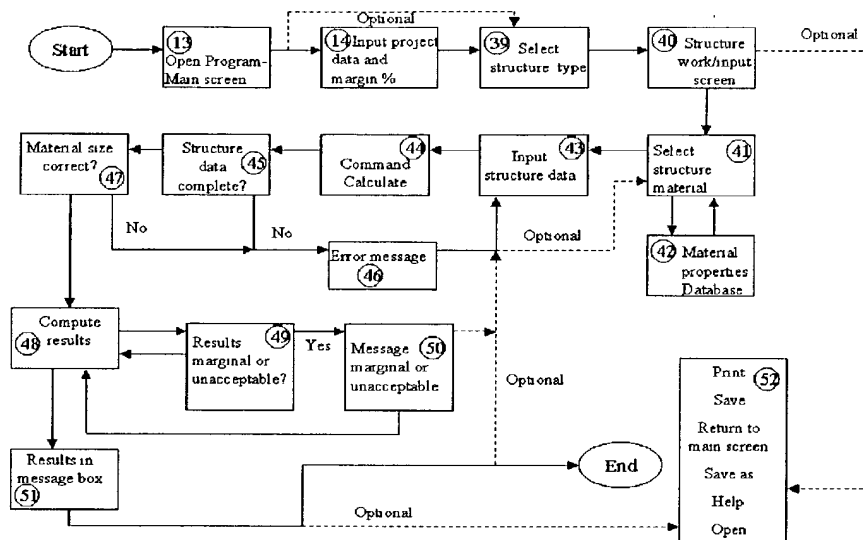 Optional
Start
13
Open Program-
Main screen
14 Input project
data and
margin %
39
Select
structure type
40 Structure
work/input
screen
Optional
Material size
correct?
47
Structure
data 45
complete?
44
Command
Calculate
43
Input
structure data
Select 41
structure
material
No
No
Error message
46
Optional
42 Material
properties
Database
Compute
results
48
49
Results
marginal or
unacceptable?
Yes
Message 50
marginal or
unacceptable
Optional
Print 52
Save
Return to
main screen
Save as
Help
Open
Results in
message box
51
End
Optional